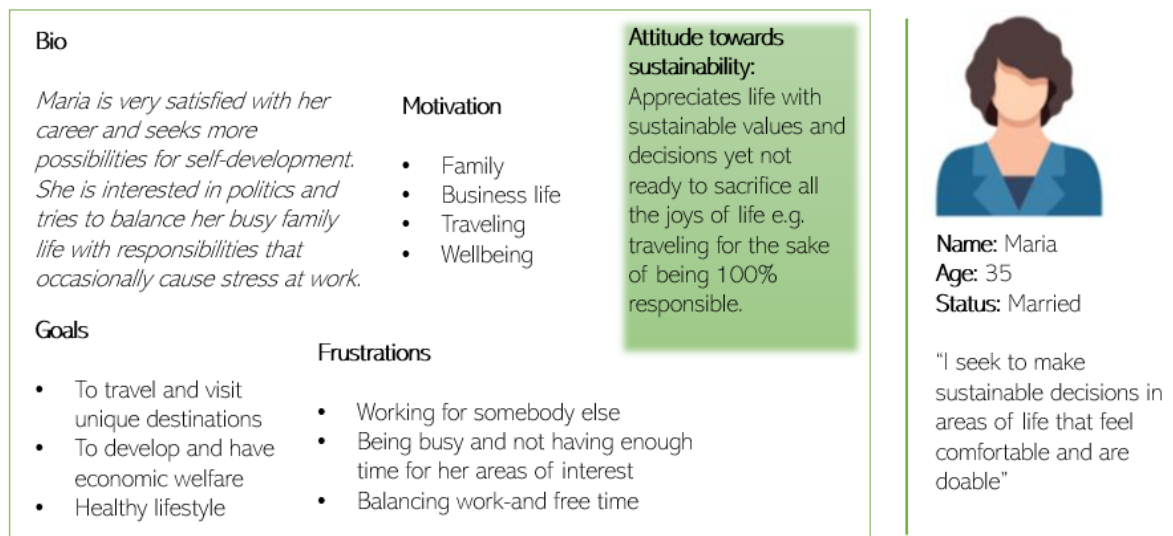 Bio
Maria is very satisfied with her
career and seeks more
possibilities for self-development.
She is interested in politics and
tries to balance her busy family
life with responsibilities that
occasionally cause stress at work.
Motivation
• Family
• Business life
• Traveling
• Wellbeing
Attitude towards
sustainability:
Appreciates life with
sustainable values and
decisions yet not
ready to sacrifice all
the joys of life e.g.
traveling for the sake
of being 100%
responsible.
Goals
• To travel and visit
unique destinations
• To develop and have
economic welfare
• Healthy lifestyle
Frustrations
• Working for somebody else
• Being busy and not having enough
time for her areas of interest
• Balancing work-and free time
Name: Maria
Age: 35
Status: Married
“I seek to make
sustainable decisions in
areas of life that feel
comfortable and are
doable”